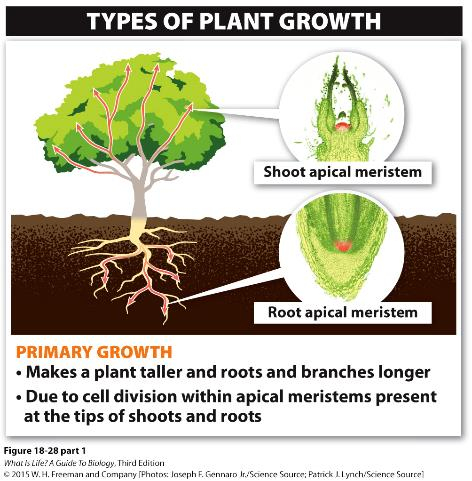 TYPES OF PLANT GROWTH
Shoot apical meristem
Root apical meristem
PRIMARY GROWTH
• Makes a plant taller and roots and branches longer
• Due to cell division within apical meristems present
at the tips of shoots and roots
Figure 18-28 part 1
What Is Life? A Guide To Biology, Third Edition
© 2015 W. H. Freeman and Company [Photos: Joseph F. Gennaro Jr./Science Source; Patrick J. Lynch/Science Source]